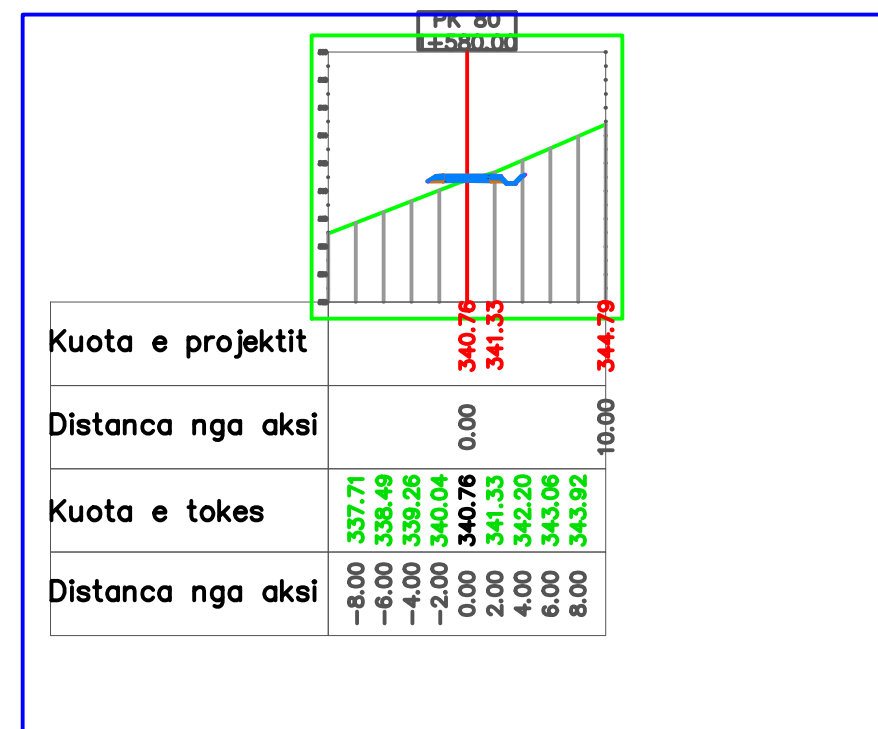 PK 80
1+580.00
Kuota e projektit 340.76 341.33 344.79
Distanca nga aksi 0.00 10.00
Kuota e tokes 337.71 338.49 339.26 340.04 340.76 341.33 342.20 343.06 343.92
Distanca nga aksi -8.00 -6.00 -4.00 -2.00 0.00 2.00 4.00 6.00 8.00